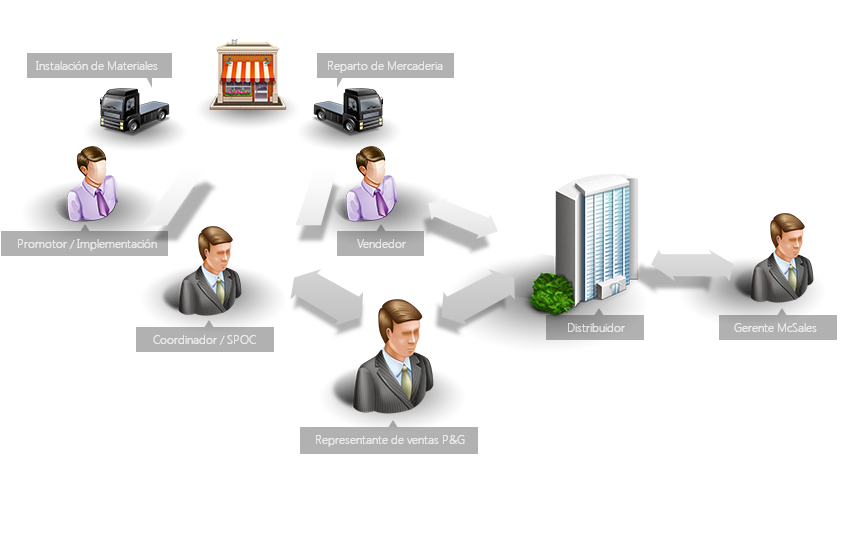 Instalación de Materiales
Reparto de Mercaderia
Promotor / Implementación
Vendedor
Coordinador / SPOC
Distribuidor
Gerente McSales
Representante de ventas P&G